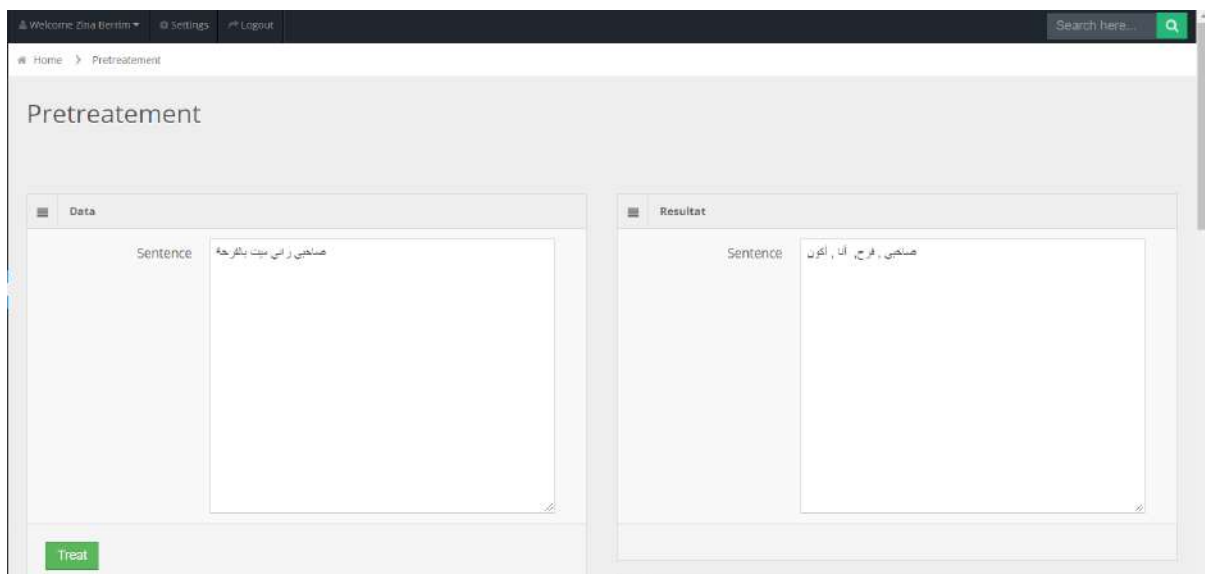 Welcome Zina Berrim Settings Logout Search here...
Home > Pretreatement
Pretreatement
Data
Resultat
Sentence
صاحبي راني ميت بالفرحة
Sentence
صاحبي , فرح, أنا , أكون
Treat